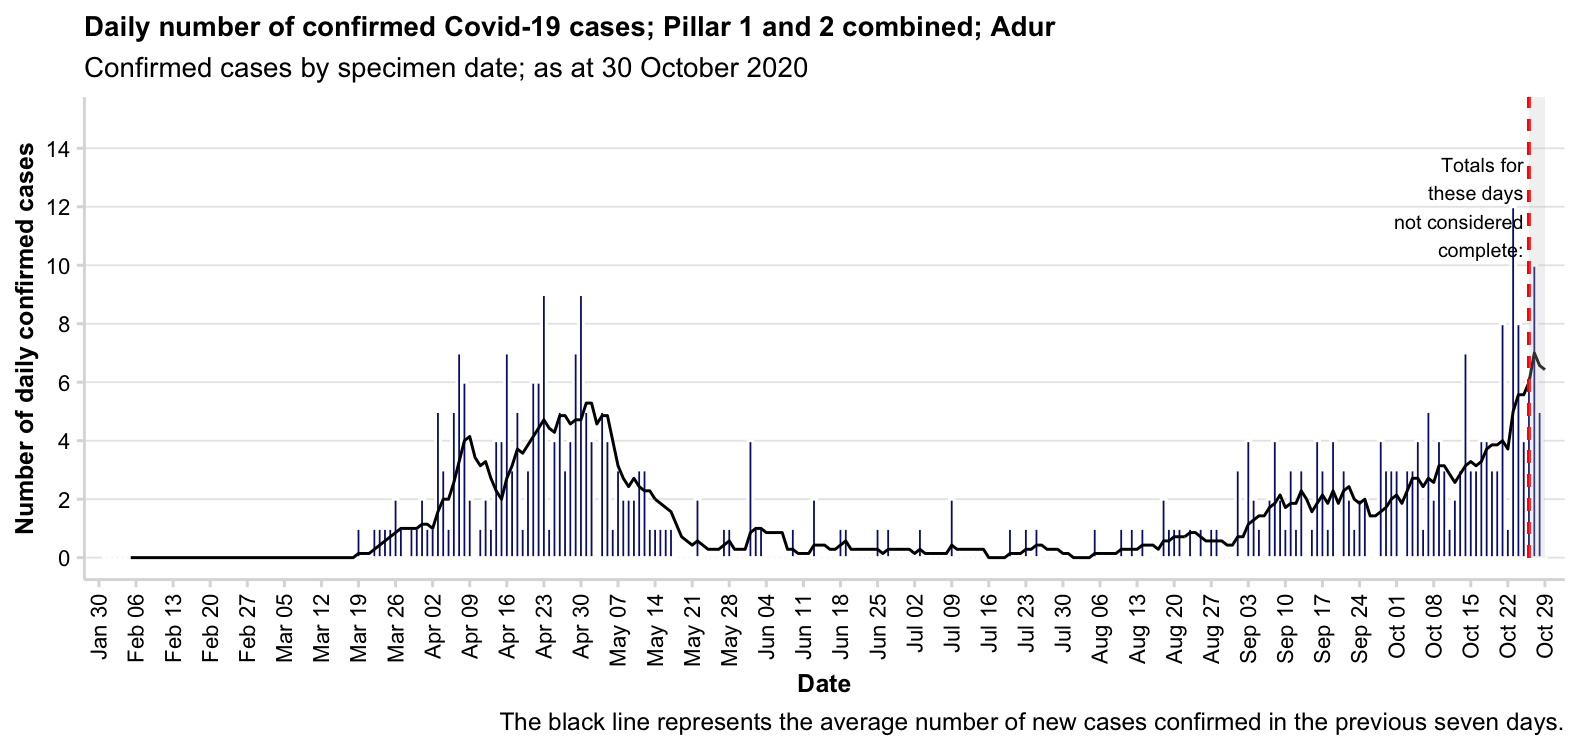 Daily number of confirmed Covid-19 cases; Pillar 1 and 2 combined; Adur
Confirmed cases by specimen date; as at 30 October 2020
Number of daily confirmed cases
14
12
10
8
6
4
2
0
Totals for
these days
not considered
complete:
Jan 30
Feb 06
Feb 13
Feb 20
Feb 27
Mar 05
Mar 12
Mar 19
Mar 26
Apr 02
Apr 09
Apr 16
Apr 23
Apr 30
May 07
May 14
May 21
May 28
Jun 04
Jun 11
Jun 18
Jun 25
Jul 02
Jul 09
Jul 16
Jul 23
Jul 30
Aug 06
Aug 13
Aug 20
Aug 27
Sep 03
Sep 10
Sep 17
Sep 24
Oct 01
Oct 08
Oct 15
Oct 22
Oct 29
Date
The black line represents the average number of new cases confirmed in the previous seven days.